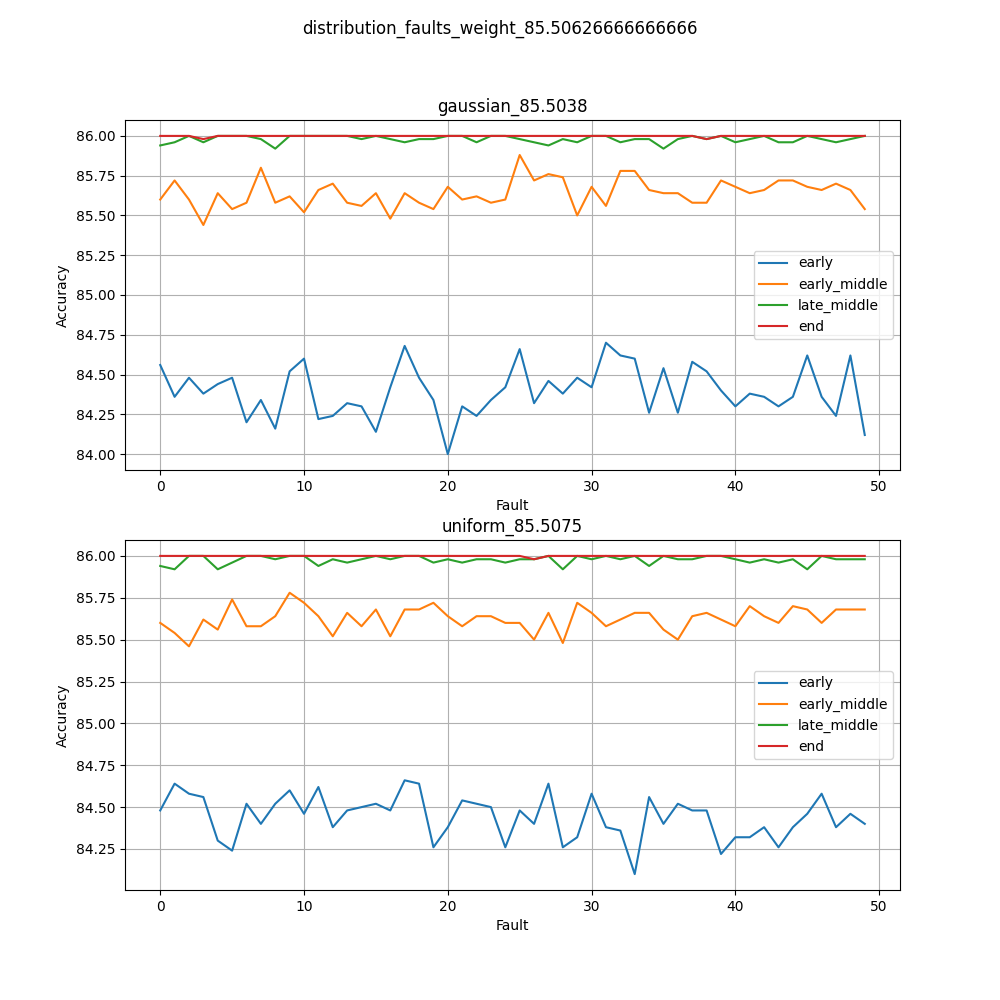 distribution_faults_weight_85.50626666666666
gaussian_85.5038
86.00
85.75
85.50
85.25
85.00
84.75
84.50
84.25
84.00
Accuracy
early
early_middle
late_middle
end
0 10 20 30 40 50
Fault
uniform_85.5075
86.00
85.75
85.50
85.25
85.00
84.75
84.50
84.25
Accuracy
early
early_middle
late_middle
end
0 10 20 30 40 50
Fault